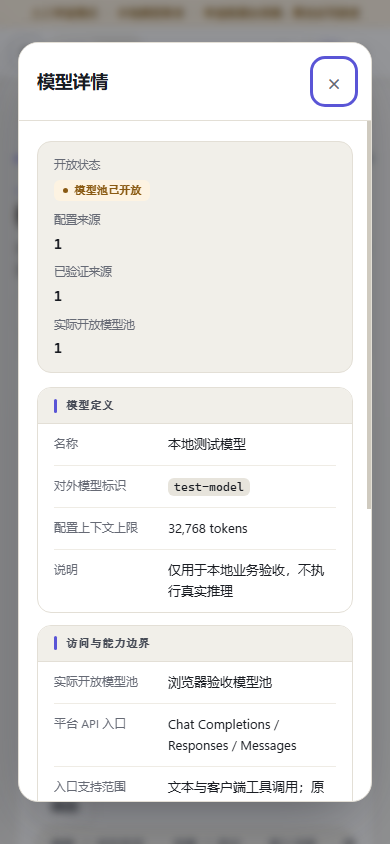 模型详情
×
开放状态
模型池已开放
配置来源
1
已验证来源
1
实际开放模型池
1
模型定义
名称
本地测试模型
对外模型标识
test-model
配置上下文上限
32,768 tokens
说明
仅用于本地业务验收，不执
行真实推理
访问与能力边界
实际开放模型池
浏览器验收模型池
平台 API 入口
Chat Completions /
Responses / Messages
入口支持范围
文本与客户端工具调用；原